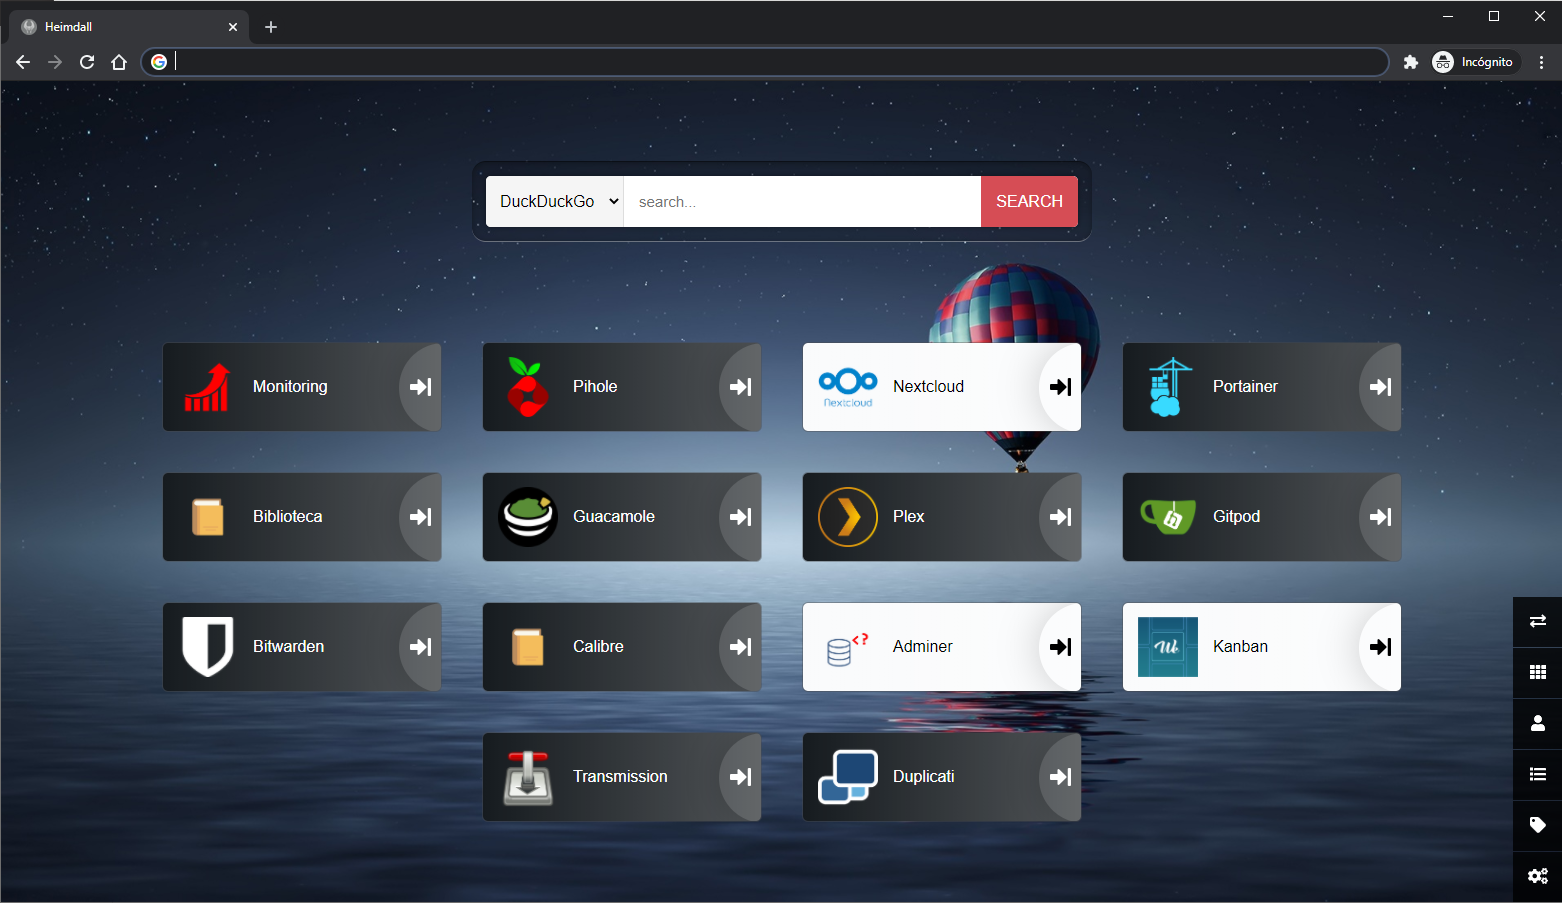 Heimdall
Incógnito
DuckDuckGo search... SEARCH
Monitoring
Pihole
Nextcloud
nextcloud
Portainer
Biblioteca
Guacamole
Plex
Gitpod
Bitwarden
Calibre
Adminer
Kanban
Transmission
Duplicati